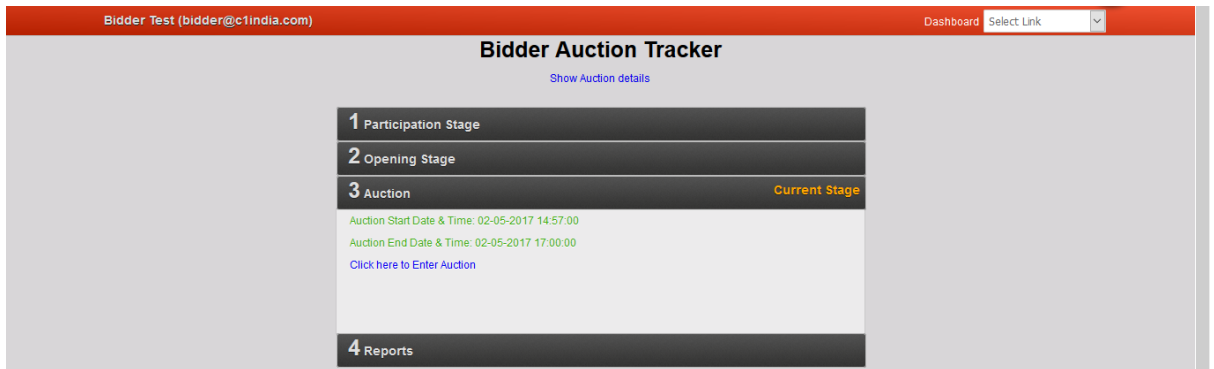 Bidder Test (bidder@c1india.com) Dashboard Select Link
Bidder Auction Tracker
Show Auction details
1 Participation Stage
2 Opening Stage
3 Auction Current Stage
Auction Start Date & Time: 02-05-2017 14:57:00
Auction End Date & Time: 02-05-2017 17:00:00
Click here to Enter Auction
4 Reports